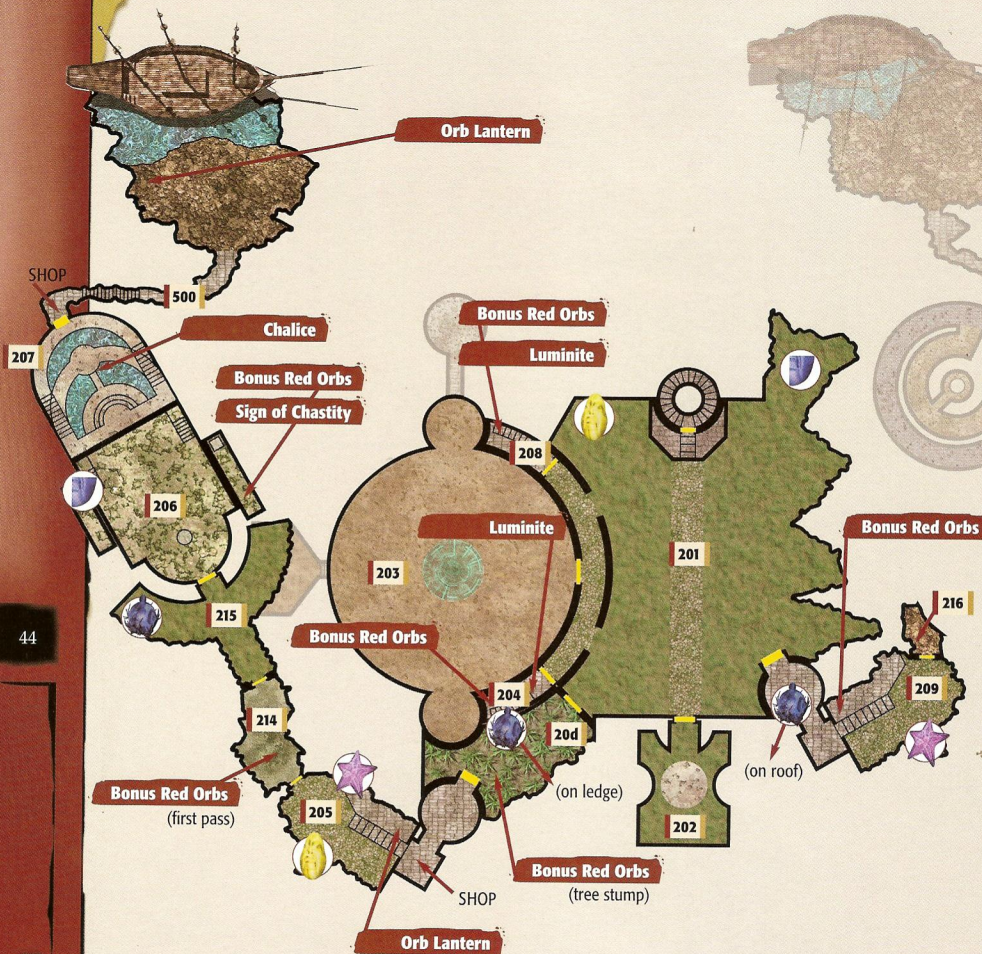 Orb Lantern
SHOP
500
Chalice
207
Bonus Red Orbs
Luminite
Bonus Red Orbs
Sign of Chastity
208
206
Luminite
Bonus Red Orbs
201
203
216
44
215
Bonus Red Orbs
204
209
214
20d
(on roof)
Bonus Red Orbs
(first pass)
(on ledge)
205
202
Bonus Red Orbs
(tree stump)
SHOP
Orb Lantern